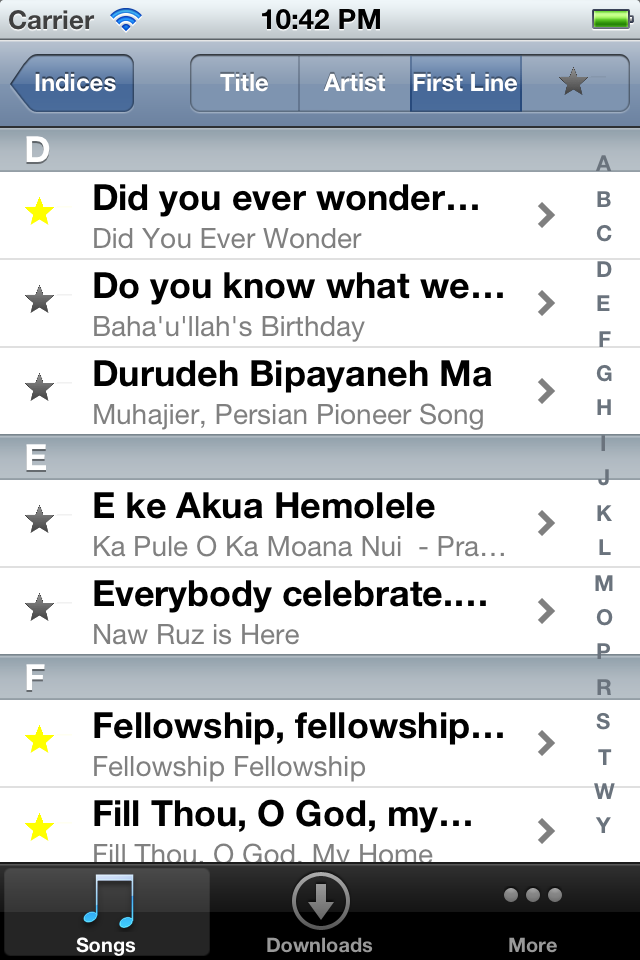 Carrier 10:42 PM
Indices Title Artist First Line
D
Did you ever wonder…
Did You Ever Wonder
Do you know what we…
Baha'u'llah's Birthday
Durudeh Bipayaneh Ma
Muhajier, Persian Pioneer Song
E
E ke Akua Hemolele
Ka Pule O Ka Moana Nui  - Pra…
Everybody celebrate.…
Naw Ruz is Here
F
Fellowship, fellowship…
Fellowship Fellowship
Fill Thou, O God, my…
Fill Thou, O God, My Home
A
B
C
D
E
F
G
H
I
J
K
L
M
O
P
R
S
T
W
Y
Songs Downloads More